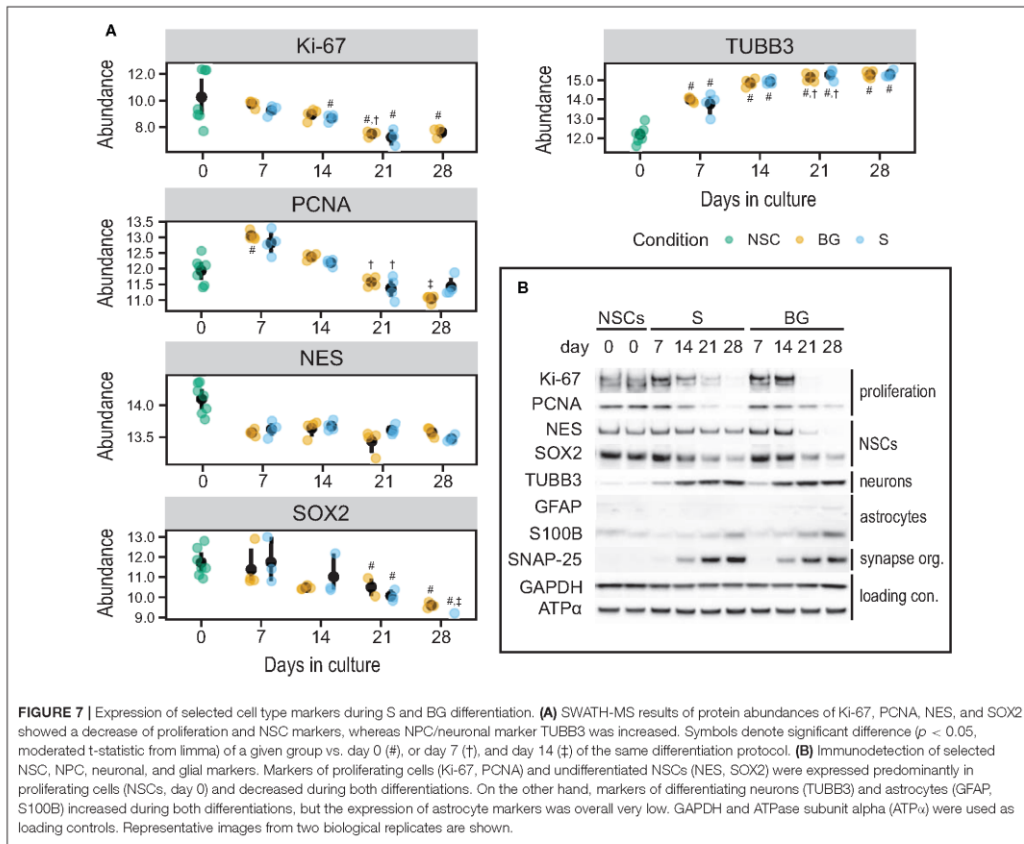 A
Ki-67
Abundance
12.0
10.0
8.0
#
#,†
#
#
0 7 14 21 28
PCNA
Abundance
13.5
13.0
12.5
12.0
11.5
11.0
#
†
†
‡
0 7 14 21 28
NES
Abundance
14.0
13.5
0 7 14 21 28
SOX2
Abundance
13.0
12.0
11.0
10.0
9.0
#
#
#
#,‡
0 7 14 21 28
Days in culture
TUBB3
Abundance
15.0
14.0
13.0
12.0
# #
# #
#,† #,†
# #
0 7 14 21 28
Days in culture
Condition NSC BG S
B
NSCs S BG
day 0 0 7 14 21 28 7 14 21 28
Ki-67
PCNA
proliferation
NES
SOX2
NSCs
TUBB3
neurons
GFAP
S100B
astrocytes
SNAP-25
synapse org.
GAPDH
ATPα
loading con.
FIGURE 7 | Expression of selected cell type markers during S and BG differentiation. (A) SWATH-MS results of protein abundances of Ki-67, PCNA, NES, and SOX2
showed a decrease of proliferation and NSC markers, whereas NPC/neuronal marker TUBB3 was increased. Symbols denote significant difference (p < 0.05,
moderated t-statistic from limma) of a given group vs. day 0 (#), or day 7 (†), and day 14 (‡) of the same differentiation protocol. (B) Immunodetection of selected
NSC, NPC, neuronal, and glial markers. Markers of proliferating cells (Ki-67, PCNA) and undifferentiated NSCs (NES, SOX2) were expressed predominantly in
proliferating cells (NSCs, day 0) and decreased during both differentiations. On the other hand, markers of differentiating neurons (TUBB3) and astrocytes (GFAP,
S100B) increased during both differentiations, but the expression of astrocyte markers was overall very low. GAPDH and ATPase subunit alpha (ATPα) were used as
loading controls. Representative images from two biological replicates are shown.